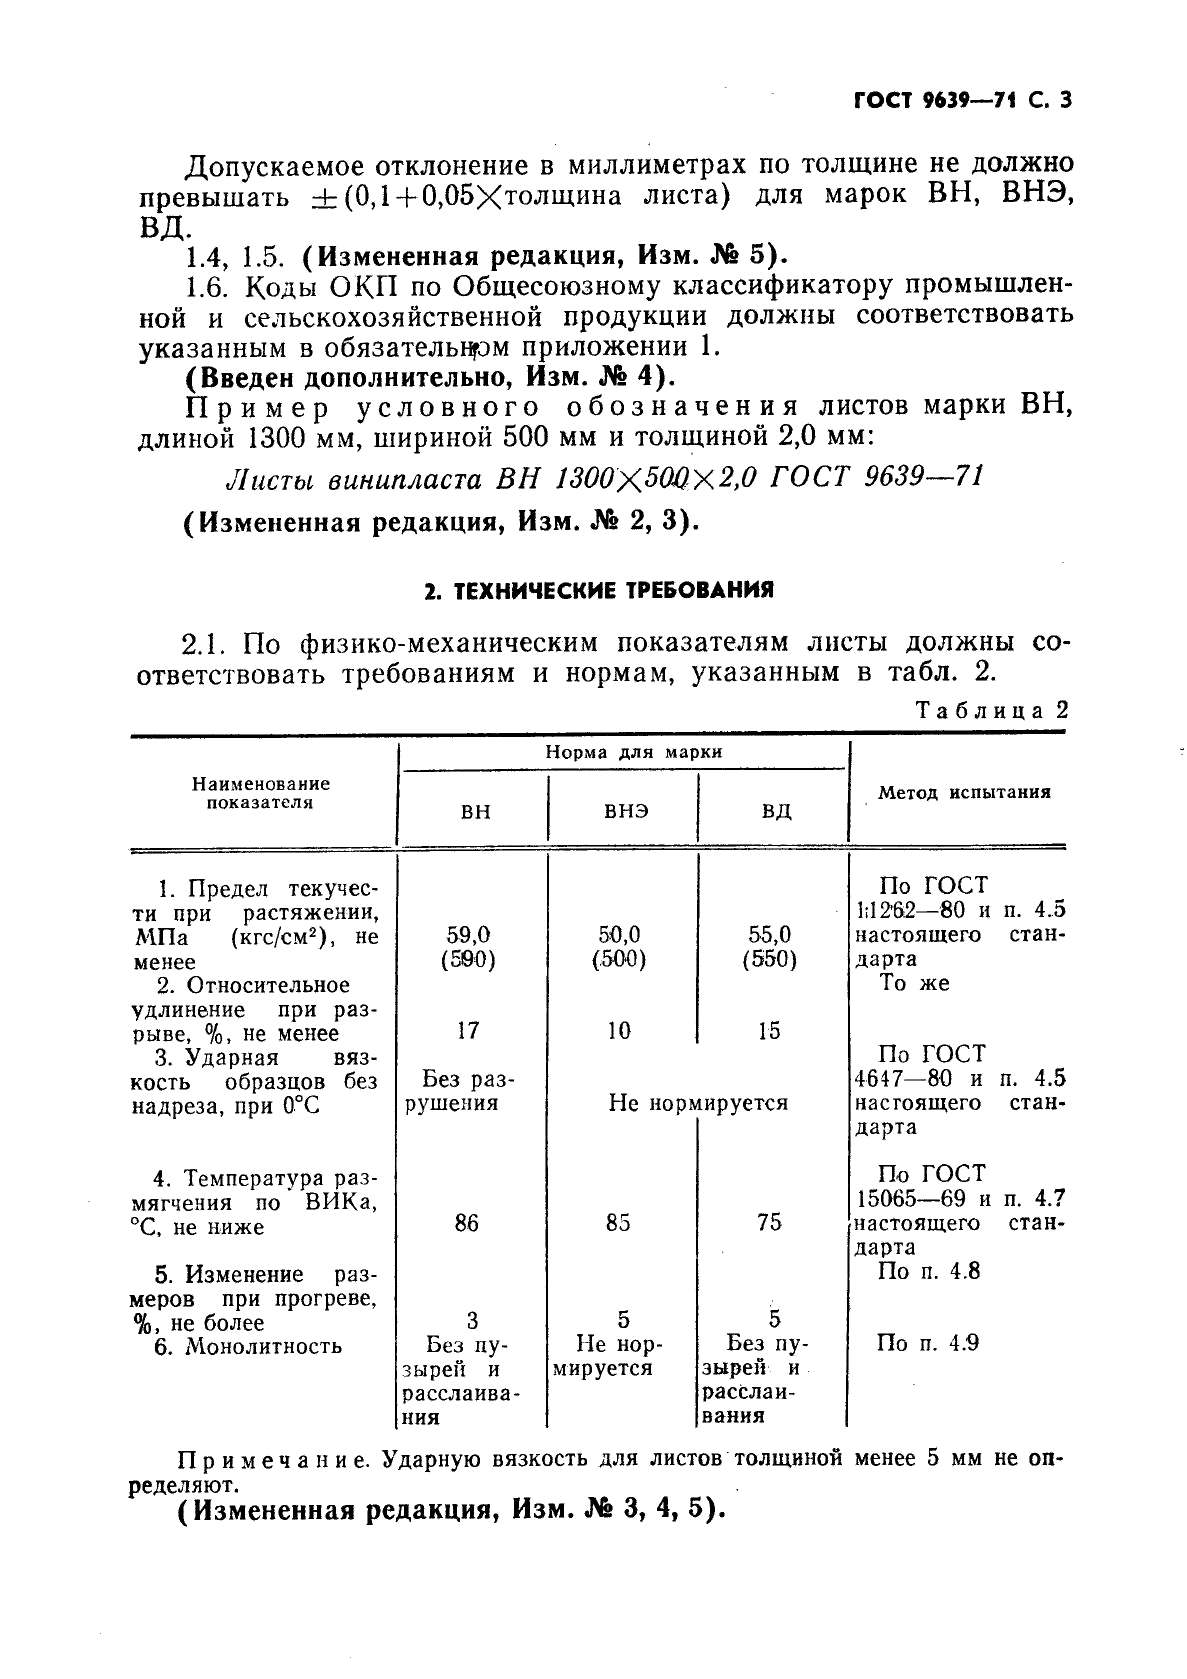 ГОСТ 9639—71 С. 3
Допускаемое отклонение в миллиметрах по толщине не должно
превышать ±(0,1+0,05×толщина листа) для марок ВН, ВНЭ,
ВД.
1.4, 1.5. (Измененная редакция, Изм. № 5).
1.6. Коды ОКП по Общесоюзному классификатору промышлен-
ной и сельскохозяйственной продукции должны соответствовать
указанным в обязательном приложении 1.
(Введен дополнительно, Изм. № 4).
Пример условного обозначения листов марки ВН,
длиной 1300 мм, шириной 500 мм и толщиной 2,0 мм:
Листы винипласта ВН 1300×500×2,0 ГОСТ 9639—71
(Измененная редакция, Изм. № 2, 3).
2. ТЕХНИЧЕСКИЕ ТРЕБОВАНИЯ
2.1. По физико-механическим показателям листы должны со-
ответствовать требованиям и нормам, указанным в табл. 2.
Таблица 2
Наименование
показателя
Норма для марки
ВН
ВНЭ
ВД
Метод испытания
1. Предел текучес-
ти при растяжении,
МПа (кгс/см²), не
менее
59,0
(590)
50,0
(500)
55,0
(550)
По ГОСТ
11262—80 и п. 4.5
настоящего стан-
дарта
2. Относительное
удлинение при раз-
рыве, %, не менее
17
10
15
То же
3. Ударная вяз-
кость образцов без
надреза, при 0°С
Без раз-
рушения
Не нормируется
По ГОСТ
4647—80 и п. 4.5
настоящего стан-
дарта
4. Температура раз-
мягчения по ВИКа,
°С, не ниже
86
85
75
По ГОСТ
15065—69 и п. 4.7
настоящего стан-
дарта
5. Изменение раз-
меров при прогреве,
%, не более
3
5
5
По п. 4.8
6. Монолитность
Без пу-
зырей и
расслаива-
ния
Не нор-
мируется
Без пу-
зырей и
расслаи-
вания
По п. 4.9
Примечание. Ударную вязкость для листов толщиной менее 5 мм не оп-
ределяют.
(Измененная редакция, Изм. № 3, 4, 5).